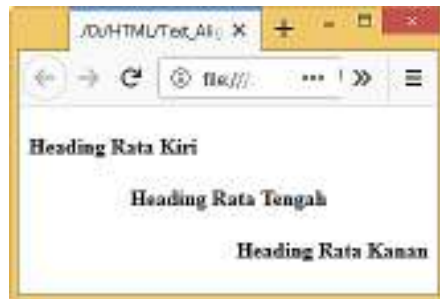 /D/HTML/Text_Ali
file:///
Heading Rata Kiri
Heading Rata Tengah
Heading Rata Kanan